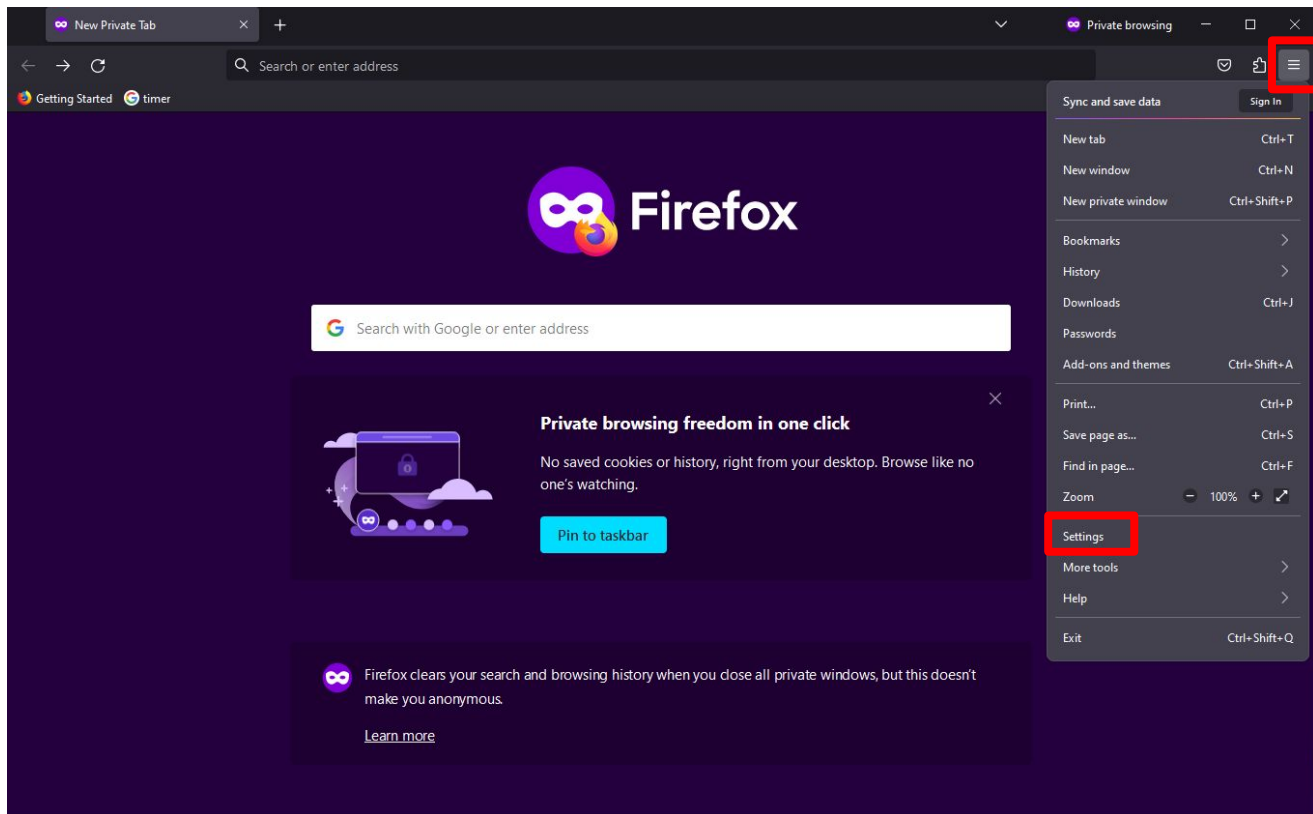 New Private Tab
Private browsing
Search or enter address
Getting Started timer
Sync and save data Sign In
New tab Ctrl+T
New window Ctrl+N
New private window Ctrl+Shift+P
Bookmarks
History
Downloads Ctrl+J
Passwords
Add-ons and themes Ctrl+Shift+A
Print... Ctrl+P
Save page as... Ctrl+S
Find in page... Ctrl+F
Zoom 100%
Settings
More tools
Help
Exit Ctrl+Shift+Q
Firefox
Search with Google or enter address
Private browsing freedom in one click
No saved cookies or history, right from your desktop. Browse like no
one’s watching.
Pin to taskbar
Firefox clears your search and browsing history when you close all private windows, but this doesn’t
make you anonymous.
Learn more